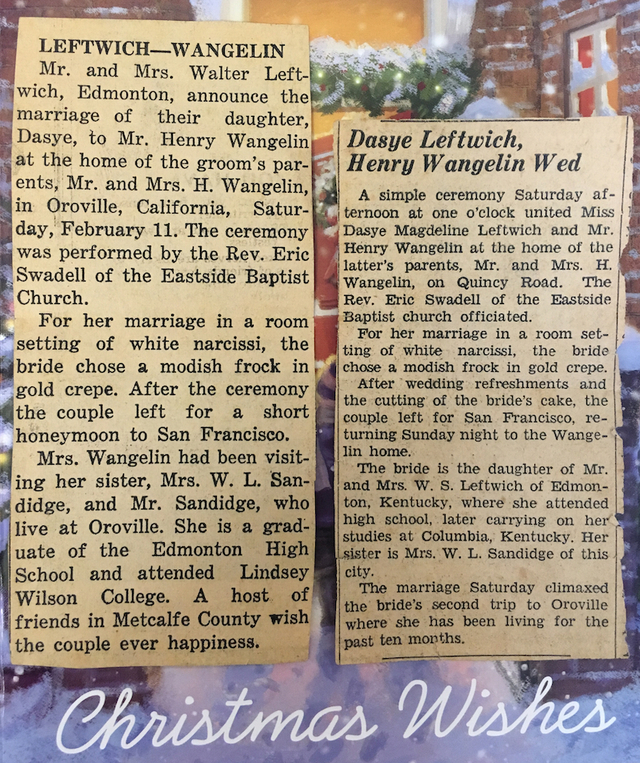 LEFTWICH—WANGELIN
Mr. and Mrs. Walter Left-
wich, Edmonton, announce the
marriage of their daughter,
Dasye, to Mr. Henry Wangelin
at the home of the groom's par-
ents, Mr. and Mrs. H. Wangelin,
in Oroville, California, Satur-
day, February 11. The ceremony
was performed by the Rev. Eric
Swadell of the Eastside Baptist
Church.
For her marriage in a room
setting of white narcissi, the
bride chose a modish frock in
gold crepe. After the ceremony
the couple left for a short
honeymoon to San Francisco.
Mrs. Wangelin had been visit-
ing her sister, Mrs. W. L. San-
didge, and Mr. Sandidge, who
live at Oroville. She is a grad-
uate of the Edmonton High
School and attended Lindsey
Wilson College. A host of
friends in Metcalfe County wish
the couple ever happiness.
Dasye Leftwich,
Henry Wangelin Wed
A simple ceremony Saturday af-
ternoon at one o'clock united Miss
Dasye Magdeline Leftwich and Mr.
Henry Wangelin at the home of the
latter's parents, Mr. and Mrs. H.
Wangelin, on Quincy Road. The
Rev. Eric Swadell of the Eastside
Baptist church officiated.
For her marriage in a room set-
ting of white narcissi, the bride
chose a modish frock in gold crepe.
After wedding refreshments and
the cutting of the bride's cake, the
couple left for San Francisco, re-
turning Sunday night to the Wange-
lin home.
The bride is the daughter of Mr.
and Mrs. W. S. Leftwich of Edmon-
ton, Kentucky, where she attended
high school, later carrying on her
studies at Columbia, Kentucky. Her
sister is Mrs. W. L. Sandidge of this
city.
The marriage Saturday climaxed
the bride's second trip to Oroville
where she has been living for the
past ten months.
Christmas Wishes